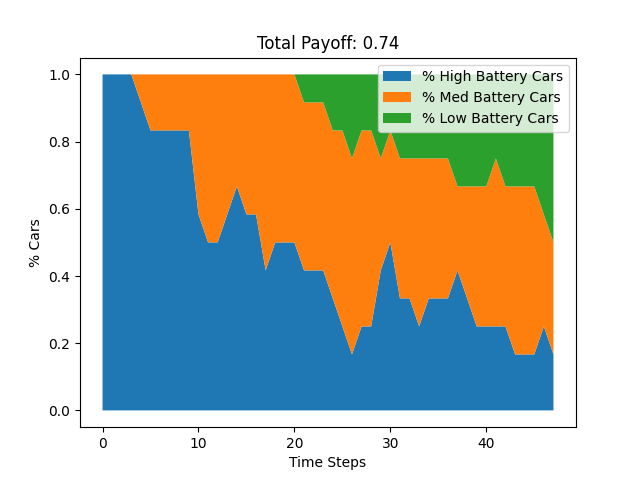 Total Payoff: 0.74
1.0
0.8
0.6
0.4
0.2
0.0
% Cars
% High Battery Cars
% Med Battery Cars
% Low Battery Cars
0 10 20 30 40
Time Steps